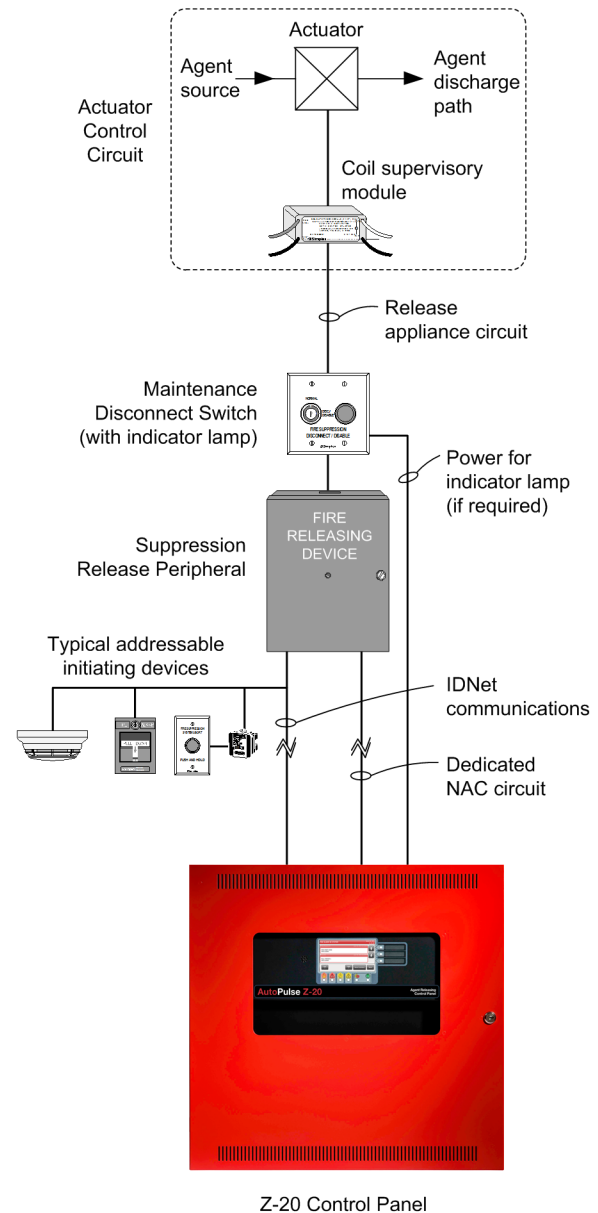 Actuator
Agent
source
Agent
discharge
path
Actuator
Control
Circuit
Coil supervisory
module
Release
appliance circuit
Maintenance
Disconnect Switch
(with indicator lamp)
NORMAL
FIRE SUPPRESSION
DISCONNECT / DISABLE
Power for
indicator lamp
(if required)
FIRE
RELEASING
DEVICE
Suppression
Release Peripheral
Typical addressable
initiating devices
PUSH AND HOLD
IDNet
communications
Dedicated
NAC circuit
AutoPulse Z-20
Agent Releasing
Control Panel
Z-20 Control Panel